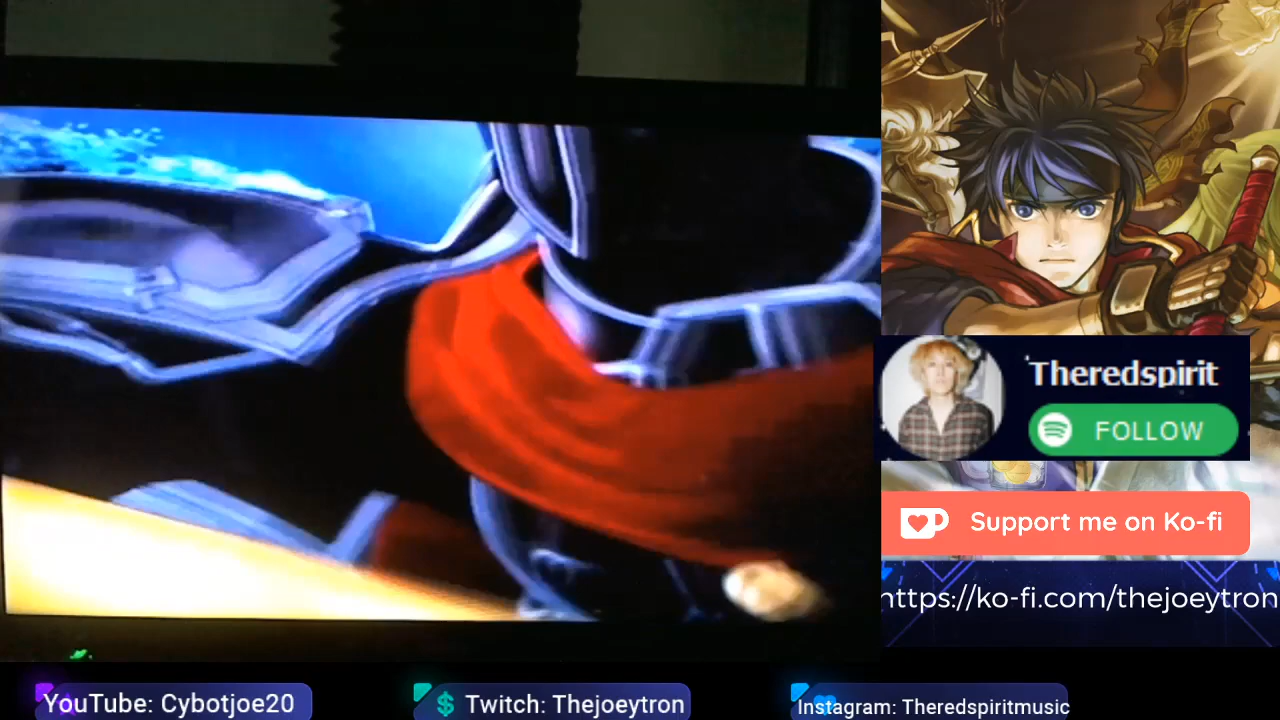 Theredspirit
FOLLOW
Support me on Ko-fi
https://ko-fi.com/thejoeytron
YouTube: Cybotjoe20
Twitch: Thejoeytron
Instagram: Theredspiritmusic